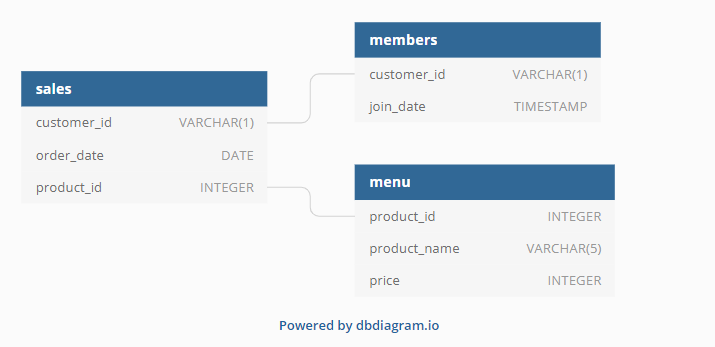 sales
customer_id VARCHAR(1)
order_date DATE
product_id INTEGER
members
customer_id VARCHAR(1)
join_date TIMESTAMP
menu
product_id INTEGER
product_name VARCHAR(5)
price INTEGER
Powered by dbdiagram.io